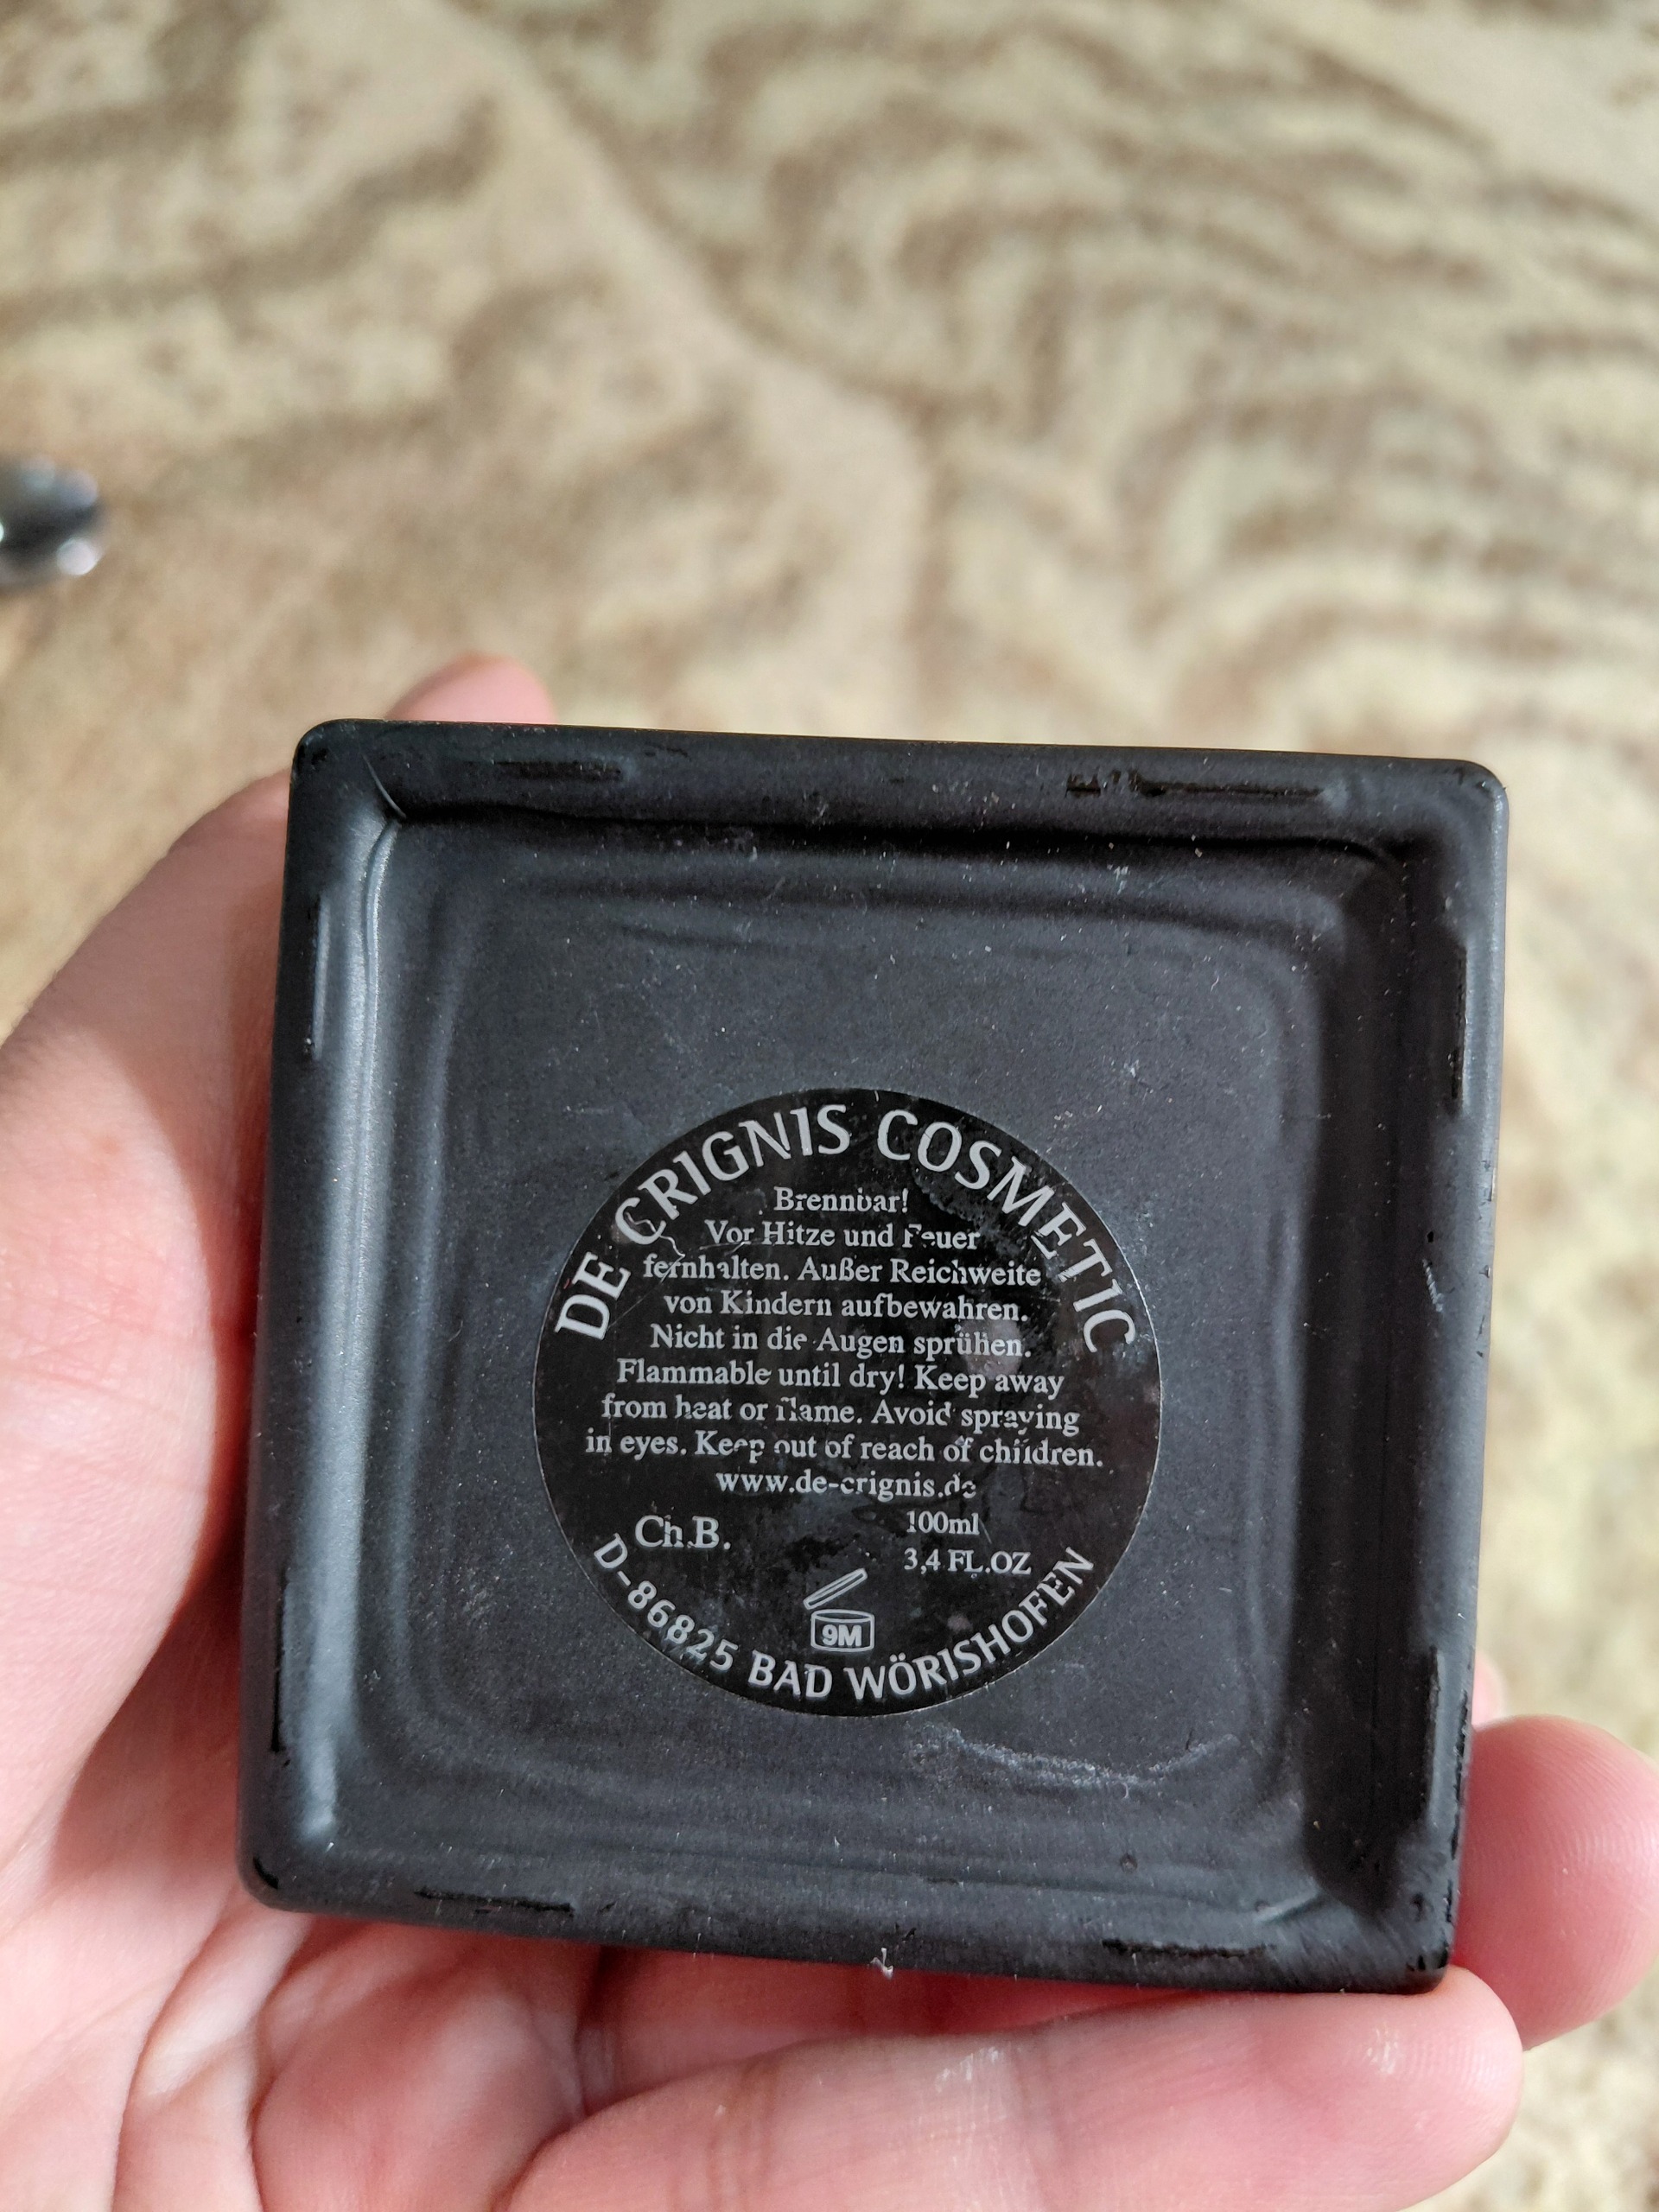 DE CRIGNIS COSMETIC
Brennbar!
Vor Hitze und Feuer
fernhalten. Außer Reichweite
von Kindern aufbewahren.
Nicht in die Augen sprühen.
Flammable until dry! Keep away
from heat or flame. Avoid spraying
in eyes. Keep out of reach of children.
www.de-crignis.de
Ch.B.
100ml
3,4 FL.OZ
9M
D-86825 BAD WÖRISHOFEN